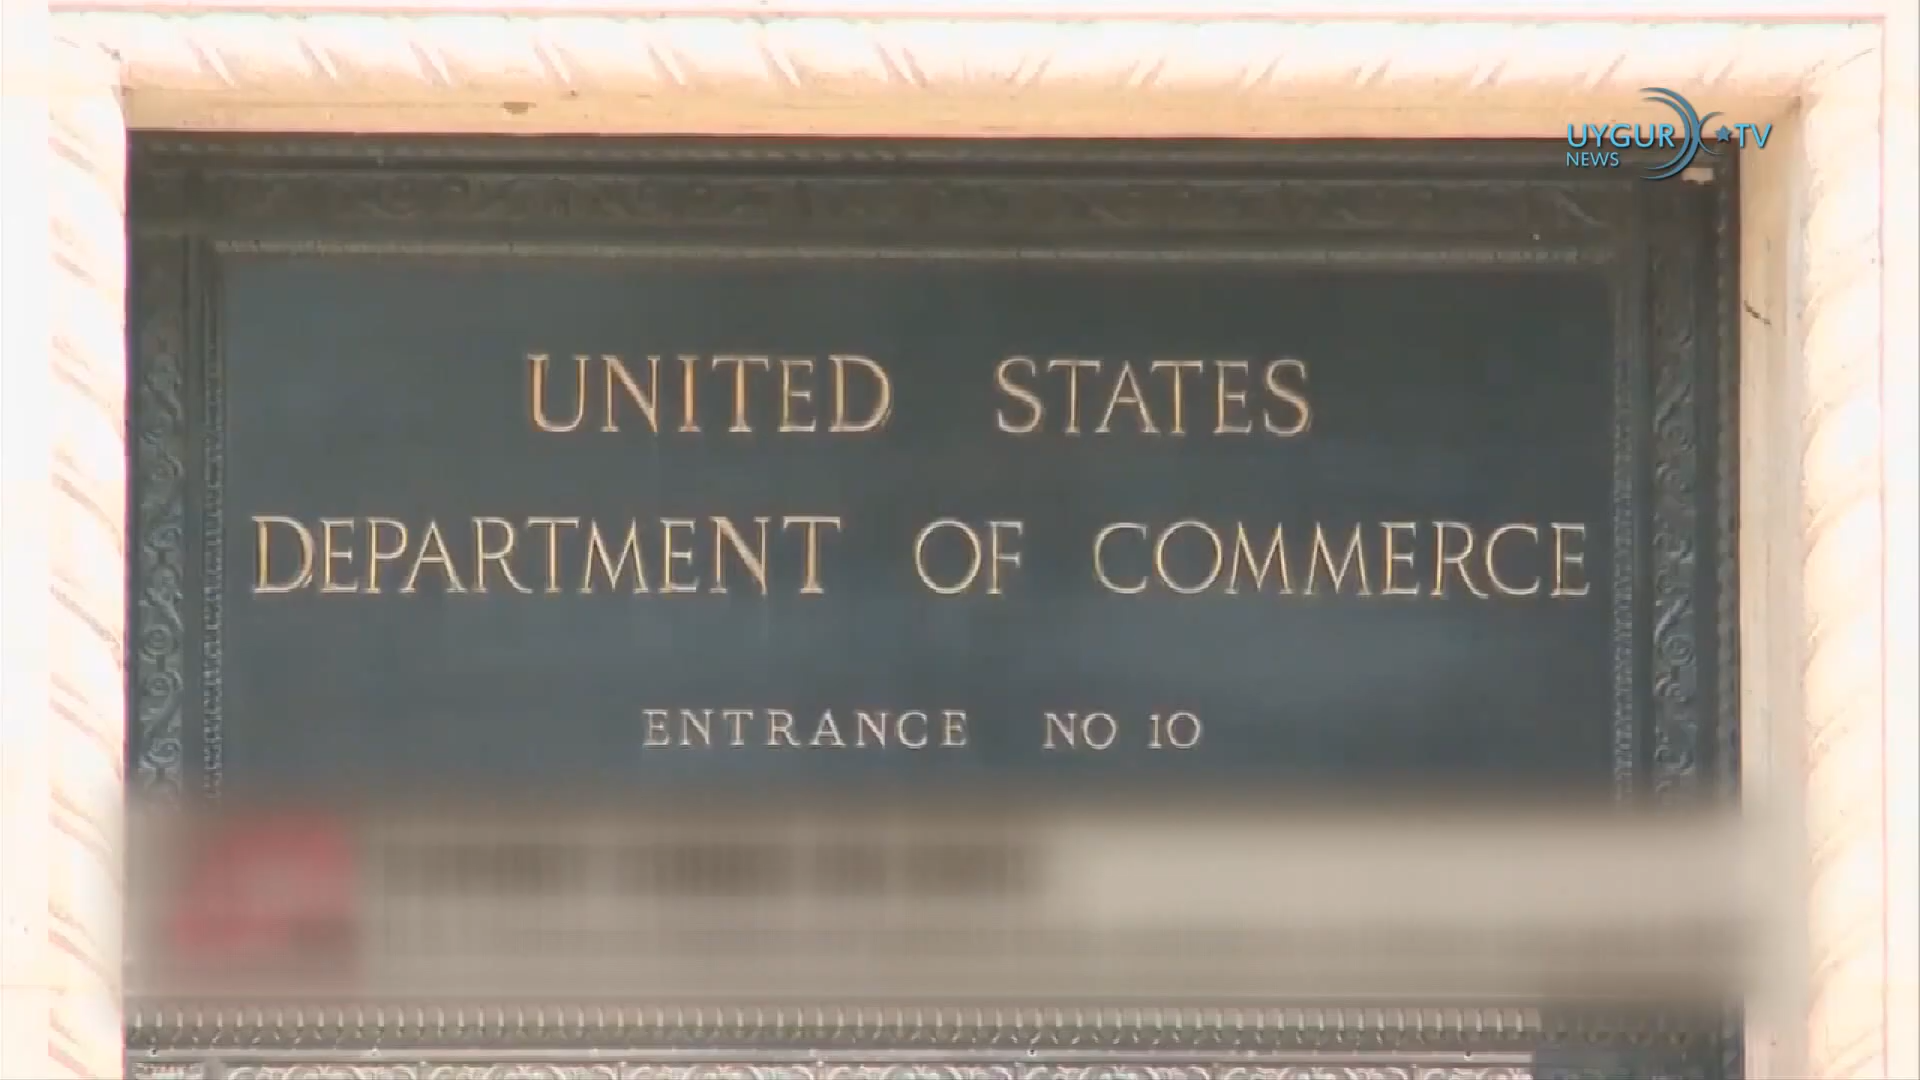 UYGUR TV
NEWS
UNITED STATES
DEPARTMENT OF COMMERCE
ENTRANCE NO 10